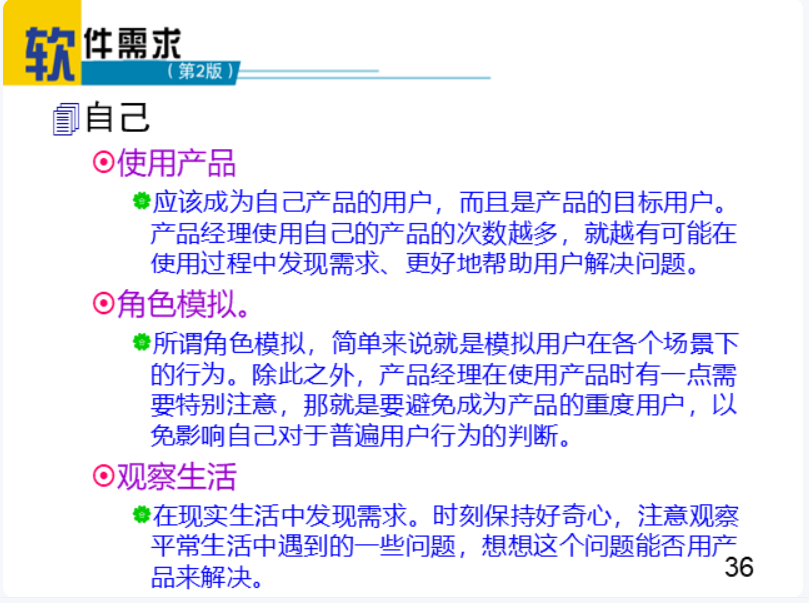 软件需求
（第2版）
自己
使用产品
应该成为自己产品的用户，而且是产品的目标用户。
产品经理使用自己的产品的次数越多，就越有可能在
使用过程中发现需求、更好地帮助用户解决问题。
角色模拟。
所谓角色模拟，简单来说就是模拟用户在各个场景下
的行为。除此之外，产品经理在使用产品时有一点需
要特别注意，那就是要避免成为产品的重度用户，以
免影响自己对于普遍用户行为的判断。
观察生活
在现实生活中发现需求。时刻保持好奇心，注意观察
平常生活中遇到的一些问题，想想这个问题能否用产
品来解决。
36